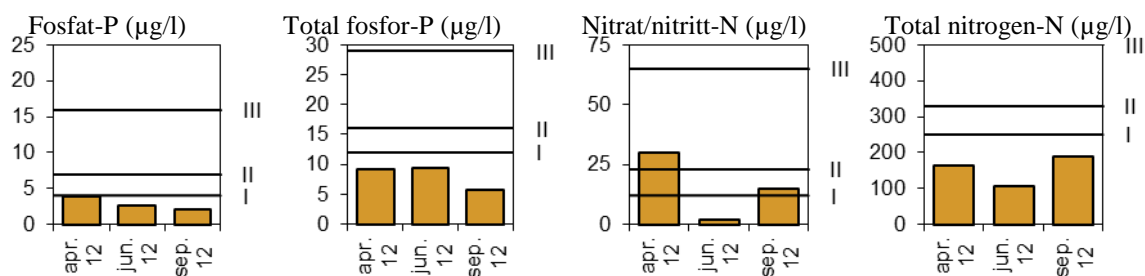 Fosfat-P (µg/l)
25
20
15
10
5
0
III
II
I
apr. 12
jun. 12
sep. 12
Total fosfor-P (µg/l)
30
25
20
15
10
5
0
III
II
I
apr. 12
jun. 12
sep. 12
Nitrat/nitritt-N (µg/l)
75
50
25
0
III
II
I
apr. 12
jun. 12
sep. 12
Total nitrogen-N (µg/l)
500
400
300
200
100
0
III
II
I
apr. 12
jun. 12
sep. 12